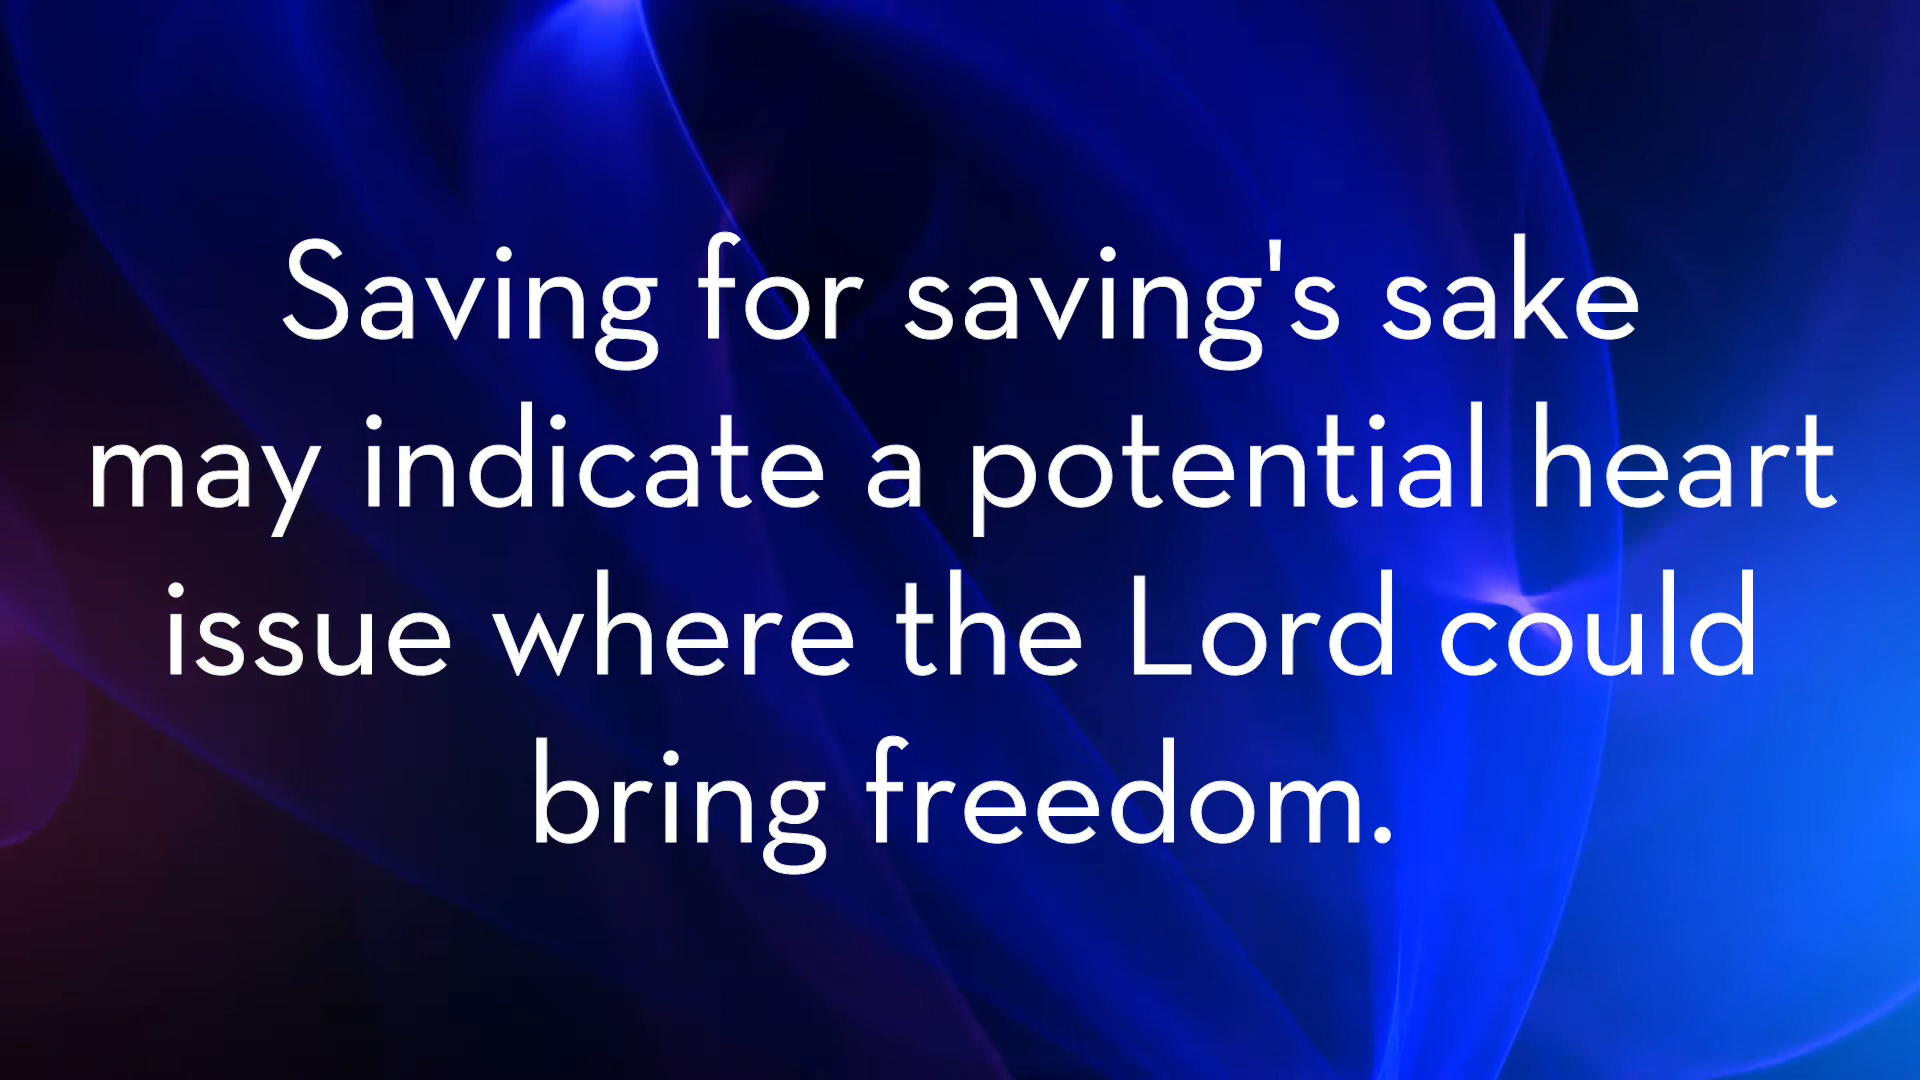 Saving for saving's sake
may indicate a potential heart
issue where the Lord could
bring freedom.